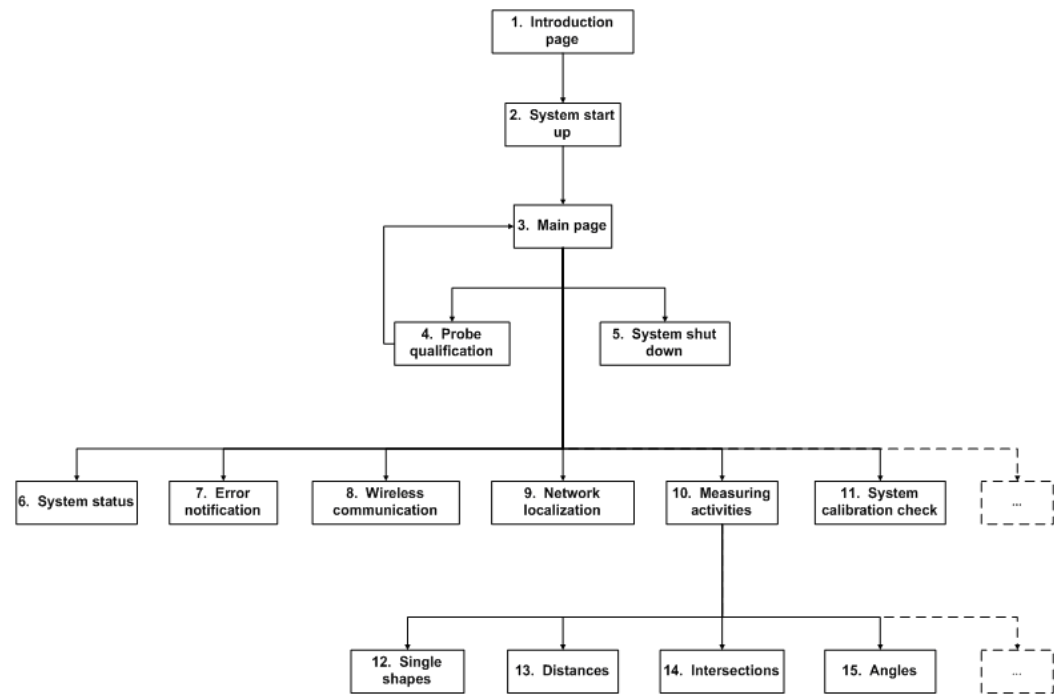 1. Introduction
page
2. System start
up
3. Main page
4. Probe
qualification
5. System shut
down
6. System status
7. Error
notification
8. Wireless
communication
9. Network
localization
10. Measuring
activities
11. System
calibration check
...
12. Single
shapes
13. Distances
14. Intersections
15. Angles
...